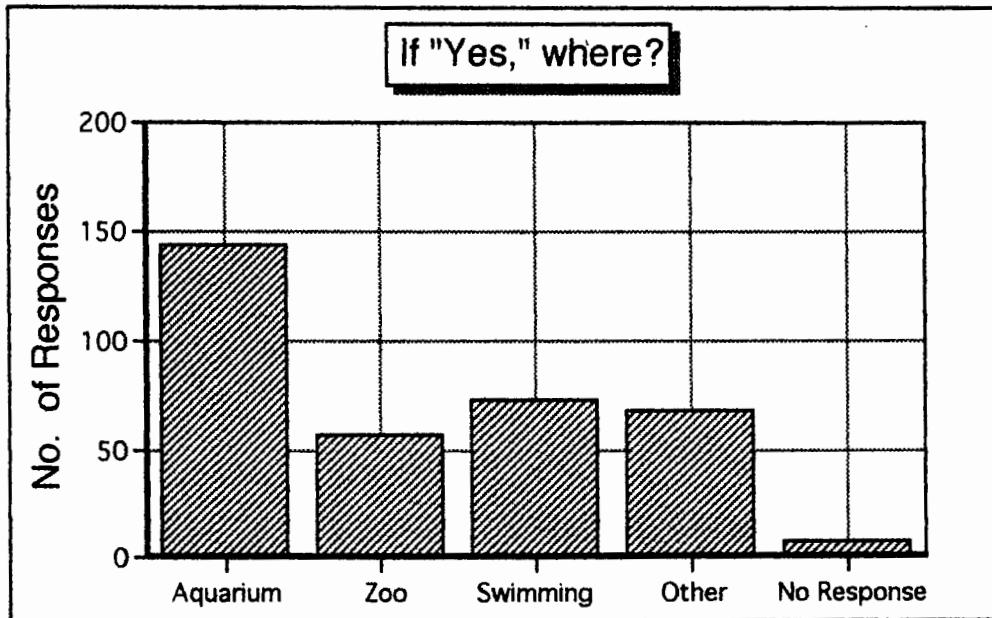 If "Yes," where?
No. of Responses
200
150
100
50
0
Aquarium Zoo Swimming Other No Response